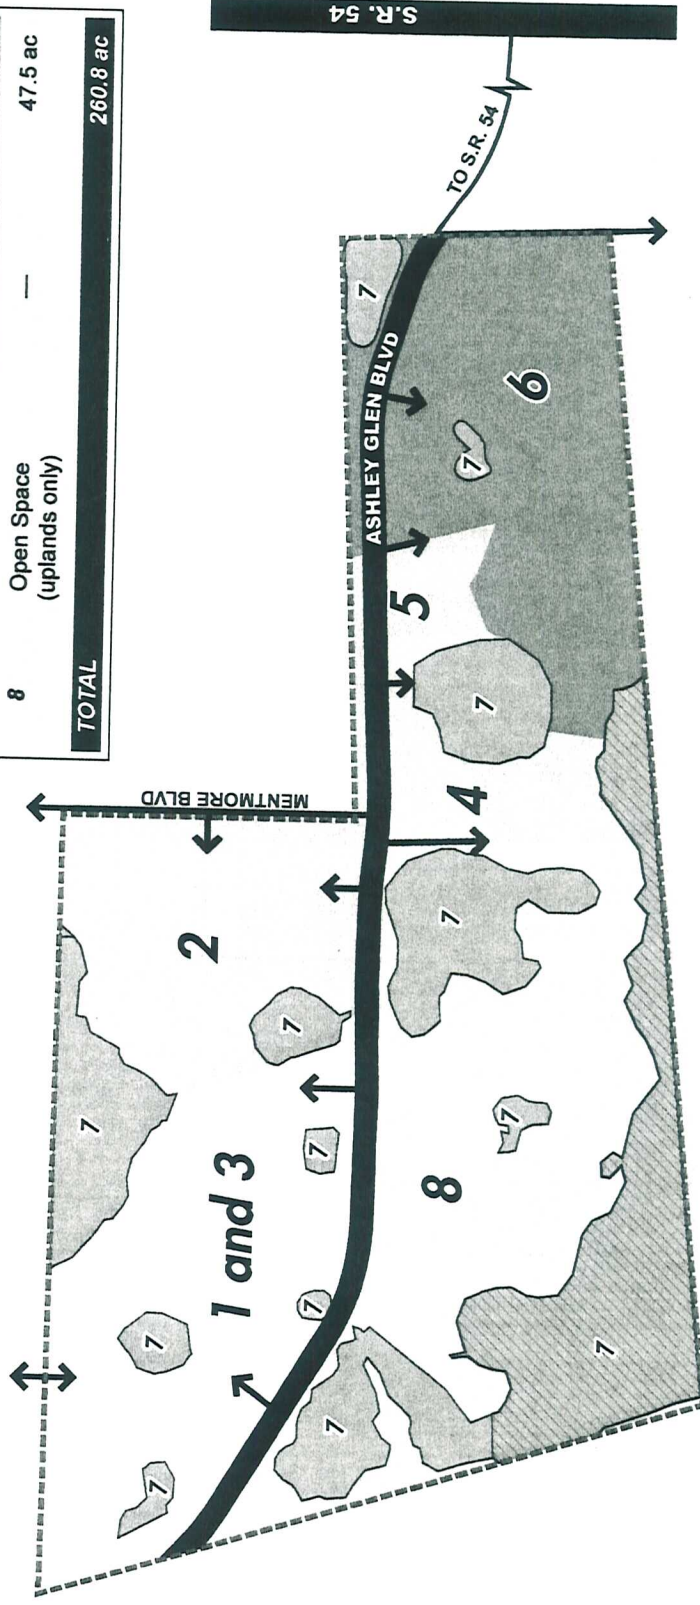 8 Open Space — 47.5 ac
(uplands only)
TOTAL 260.8 ac
S.R. 54
TO S.R. 54
ASHLEY GLEN BLVD
MENTMORE BLVD
7
6
7
5
7
4
2
7
7
7
7
1 and 3
8
7
7
7
7
7
7